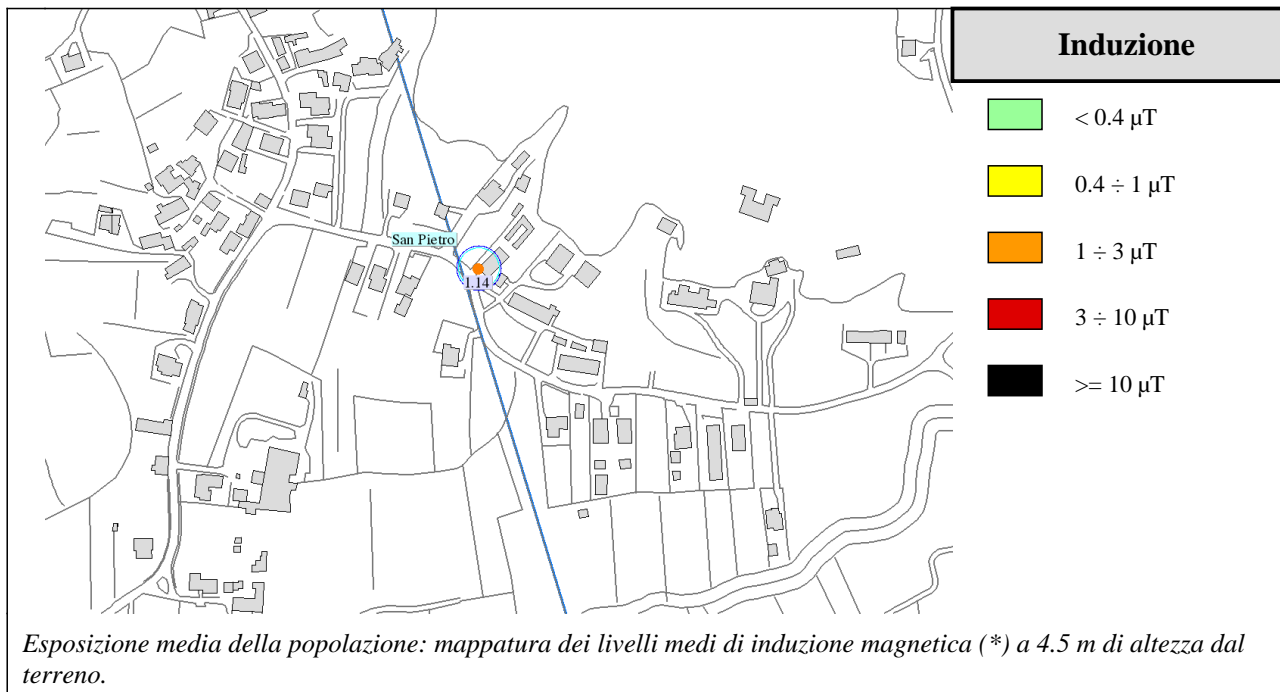 Induzione
< 0.4 µT
0.4 ÷ 1 µT
1 ÷ 3 µT
3 ÷ 10 µT
>= 10 µT
San Pietro
1.14
Esposizione media della popolazione: mappatura dei livelli medi di induzione magnetica (*) a 4.5 m di altezza dal
terreno.